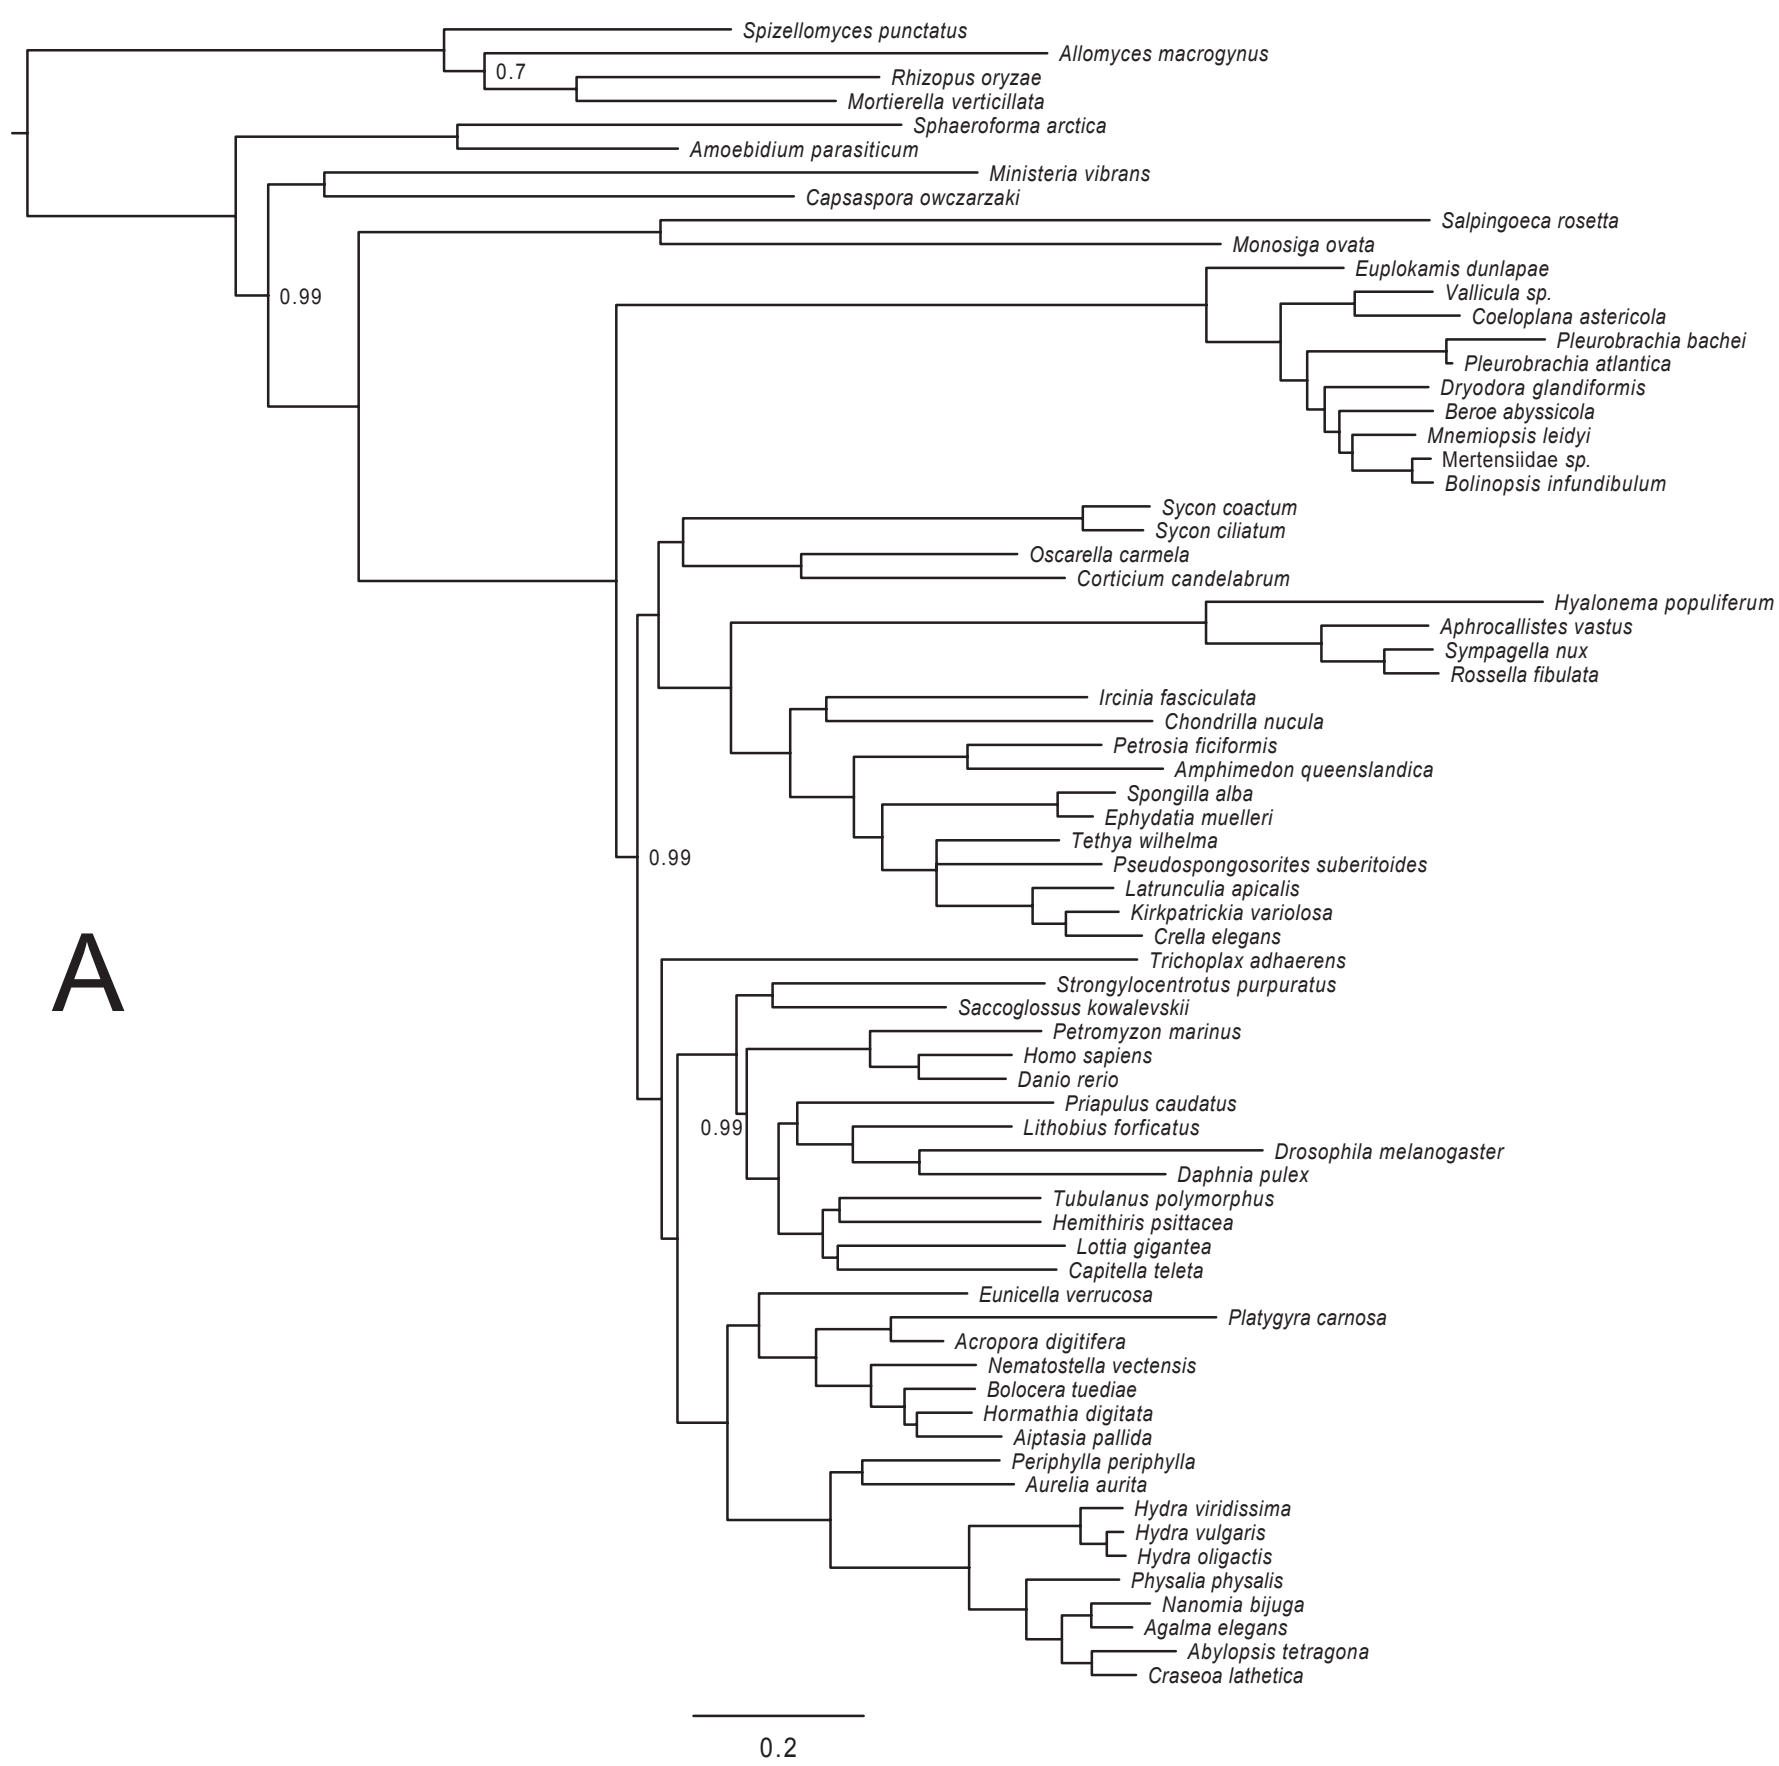 Spizellomyces punctatus
Allomyces macrogynus
0.7
Rhizopus oryzae
Mortierella verticillata
Sphaeroforma arctica
Amoebidium parasiticum
Ministeria vibrans
Capsaspora owczarzaki
Salpingoeca rosetta
Monosiga ovata
Euplokamis dunlapae
Vallicula sp.
0.99
Coeloplana astericola
Pleurobrachia bachei
Pleurobrachia atlantica
Dryodora glandiformis
Beroe abyssicola
Mnemiopsis leidyi
Mertensiidae sp.
Bolinopsis infundibulum
Sycon coactum
Sycon ciliatum
Oscarella carmela
Corticium candelabrum
Hyalonema populiferum
Aphrocallistes vastus
Sympagella nux
Rossella fibulata
Ircinia fasciculata
Chondrilla nucula
Petrosia ficiformis
Amphimedon queenslandica
Spongilla alba
Ephydatia muelleri
Tethya wilhelma
0.99
Pseudospongosorites suberitoides
Latrunculia apicalis
Kirkpatrickia variolosa
Crella elegans
A
Trichoplax adhaerens
Strongylocentrotus purpuratus
Saccoglossus kowalevskii
Petromyzon marinus
Homo sapiens
Danio rerio
Priapulus caudatus
0.99
Lithobius forficatus
Drosophila melanogaster
Daphnia pulex
Tubulanus polymorphus
Hemithiris psittacea
Lottia gigantea
Capitella teleta
Eunicella verrucosa
Platygyra carnosa
Acropora digitifera
Nematostella vectensis
Bolocera tuediae
Hormathia digitata
Aiptasia pallida
Periphylla periphylla
Aurelia aurita
Hydra viridissima
Hydra vulgaris
Hydra oligactis
Physalia physalis
Nanomia bijuga
Agalma elegans
Abylopsis tetragona
Craseoa lathetica
0.2